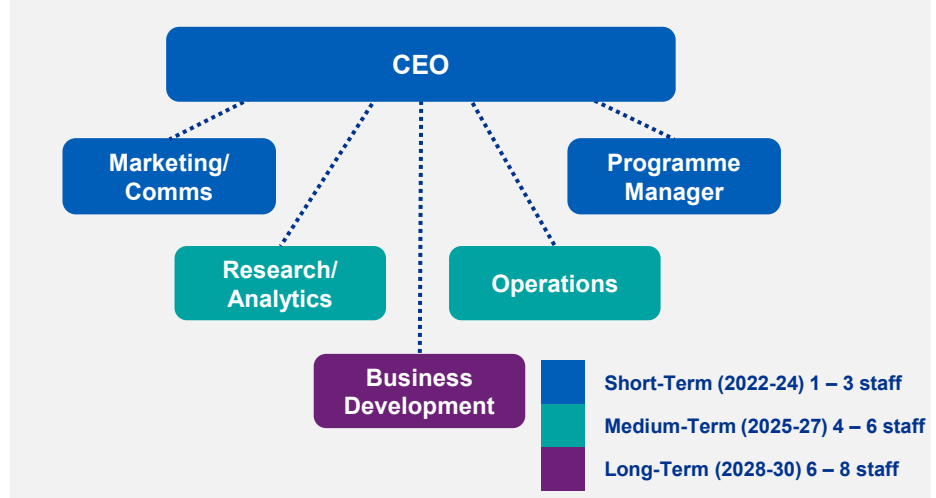 CEO
Marketing/
Comms
Programme
Manager
Research/
Analytics
Operations
Business
Development
Short-Term (2022-24) 1 – 3 staff
Medium-Term (2025-27) 4 – 6 staff
Long-Term (2028-30) 6 – 8 staff